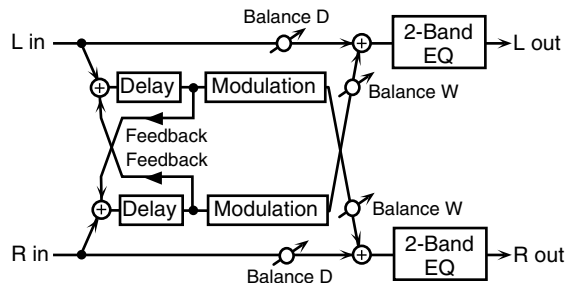 Balance D
L in
2-Band
EQ
L out
Delay
Modulation
Balance W
Feedback
Feedback
Delay
Modulation
Balance W
R in
2-Band
EQ
R out
Balance D